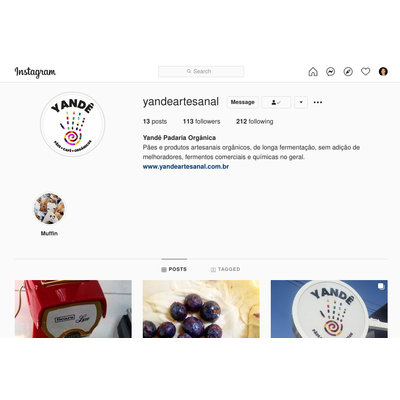 Instagram
Search
YANDÊ
PÃES • CAFÉ • ORGÂNICOS
yandeartesanal
Message
13 posts 113 followers 212 following
Yandê Padaria Orgânica
Pães e produtos artesanais orgânicos, de longa fermentação, sem adição de
melhoradores, fermentos comerciais e químicas no geral.
www.yandeartesanal.com.br
Muffin
POSTS TAGGED
YANDÊ